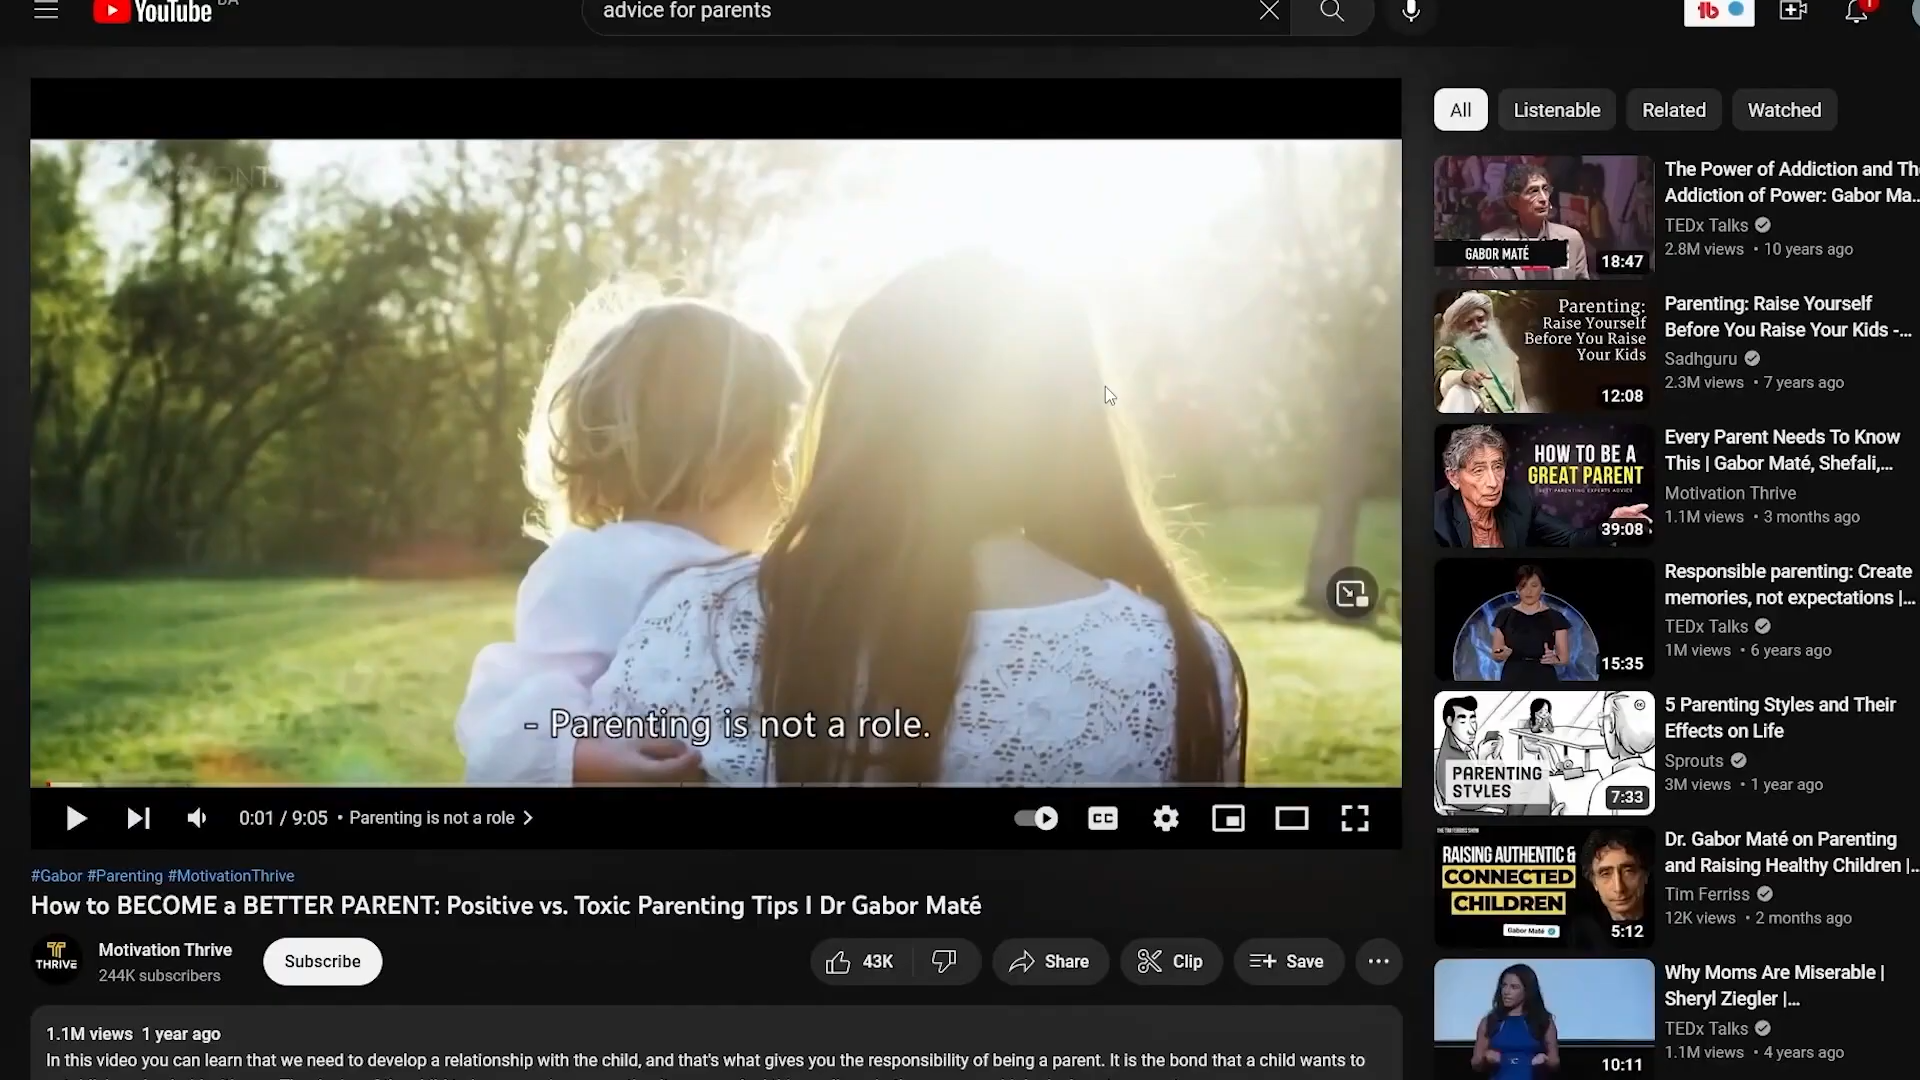 YouTube
advice for parents
1
All
Listenable
Related
Watched
- Parenting is not a role.
0:01 / 9:05 • Parenting is not a role
CC
#Gabor #Parenting #MotivationThrive
How to BECOME a BETTER PARENT: Positive vs. Toxic Parenting Tips I Dr Gabor Maté
THRIVE
Motivation Thrive
244K subscribers
Subscribe
43K
Share
Clip
Save
1.1M views 1 year ago
In this video you can learn that we need to develop a relationship with the child, and that's what gives you the responsibility of being a parent. It is the bond that a child wants to
GABOR MATÉ
18:47
The Power of Addiction and The
Addiction of Power: Gabor Ma...
TEDx Talks
2.8M views • 10 years ago
Parenting:
Raise Yourself
Before You Raise
Your Kids
12:08
Parenting: Raise Yourself
Before You Raise Your Kids -...
Sadhguru
2.3M views • 7 years ago
HOW TO BE A
GREAT PARENT
39:08
Every Parent Needs To Know
This | Gabor Maté, Shefali,...
Motivation Thrive
1.1M views • 3 months ago
15:35
Responsible parenting: Create
memories, not expectations |...
TEDx Talks
1M views • 6 years ago
PARENTING
STYLES
7:33
5 Parenting Styles and Their
Effects on Life
Sprouts
3M views • 1 year ago
THE TIM FERRISS SHOW
RAISING AUTHENTIC &
CONNECTED
CHILDREN
Gabor Maté
5:12
Dr. Gabor Maté on Parenting
and Raising Healthy Children |...
Tim Ferriss
12K views • 2 months ago
10:11
Why Moms Are Miserable |
Sheryl Ziegler |...
TEDx Talks
1.1M views • 4 years ago